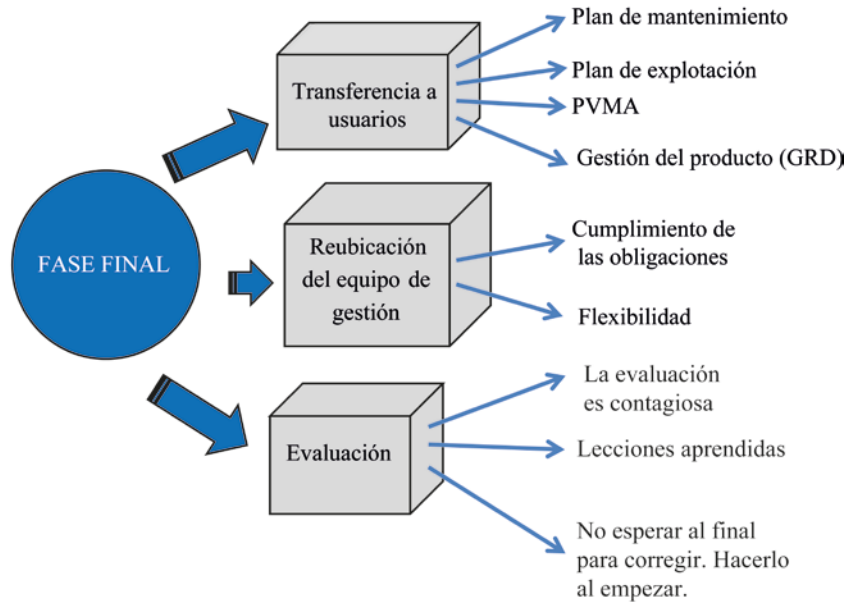 FASE FINAL
Transferencia a
usuarios
Plan de mantenimiento
Plan de explotación
PVMA
Gestión del producto (GRD)
Reubicación
del equipo de
gestión
Cumplimiento de
las obligaciones
Flexibilidad
Evaluación
La evaluación
es contagiosa
Lecciones aprendidas
No esperar al final
para corregir. Hacerlo
al empezar.